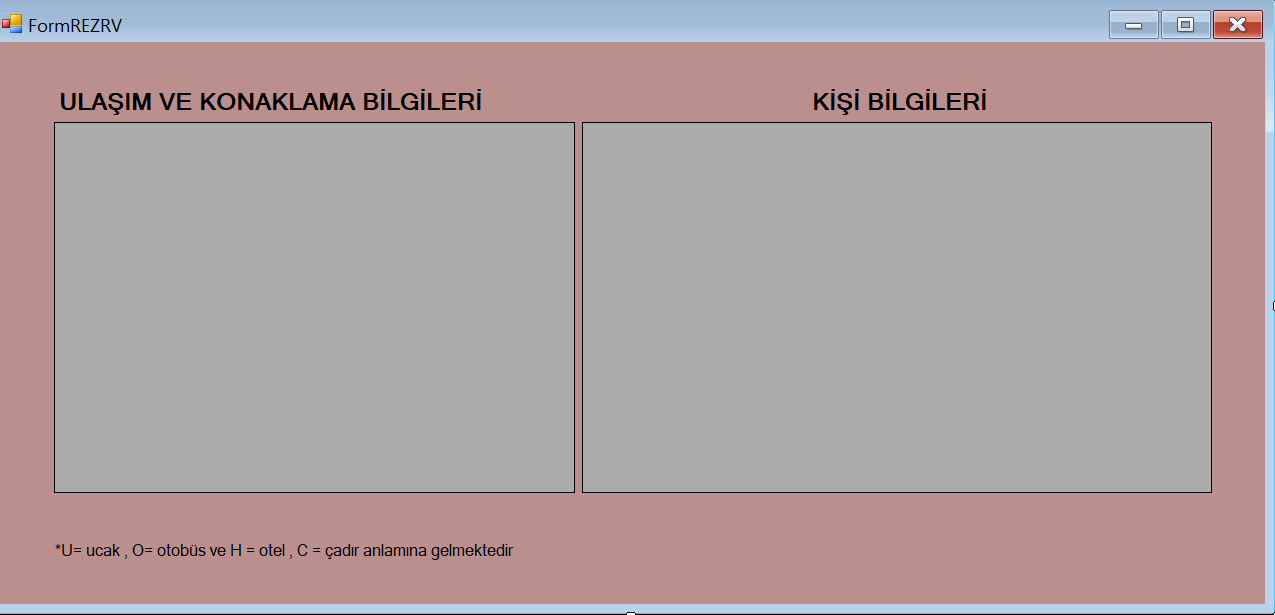 FormREZRV
ULAŞIM VE KONAKLAMA BİLGİLERİ
KİŞİ BİLGİLERİ
*U= ucak , O= otobüs ve H = otel , C = çadır anlamına gelmektedir